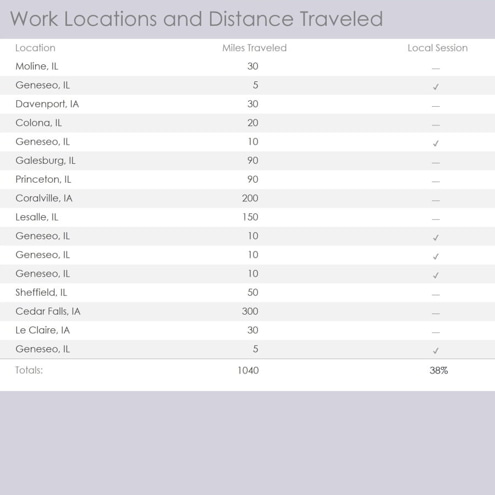 Work Locations and Distance Traveled
Location Miles Traveled Local Session
Moline, IL 30 —
Geneseo, IL 5 ✓
Davenport, IA 30 —
Colona, IL 20 —
Geneseo, IL 10 ✓
Galesburg, IL 90 —
Princeton, IL 90 —
Coralville, IA 200 —
Lesalle, IL 150 —
Geneseo, IL 10 ✓
Geneseo, IL 10 ✓
Geneseo, IL 10 ✓
Sheffield, IL 50 —
Cedar Falls, IA 300 —
Le Claire, IA 30 —
Geneseo, IL 5 ✓
Totals: 1040 38%